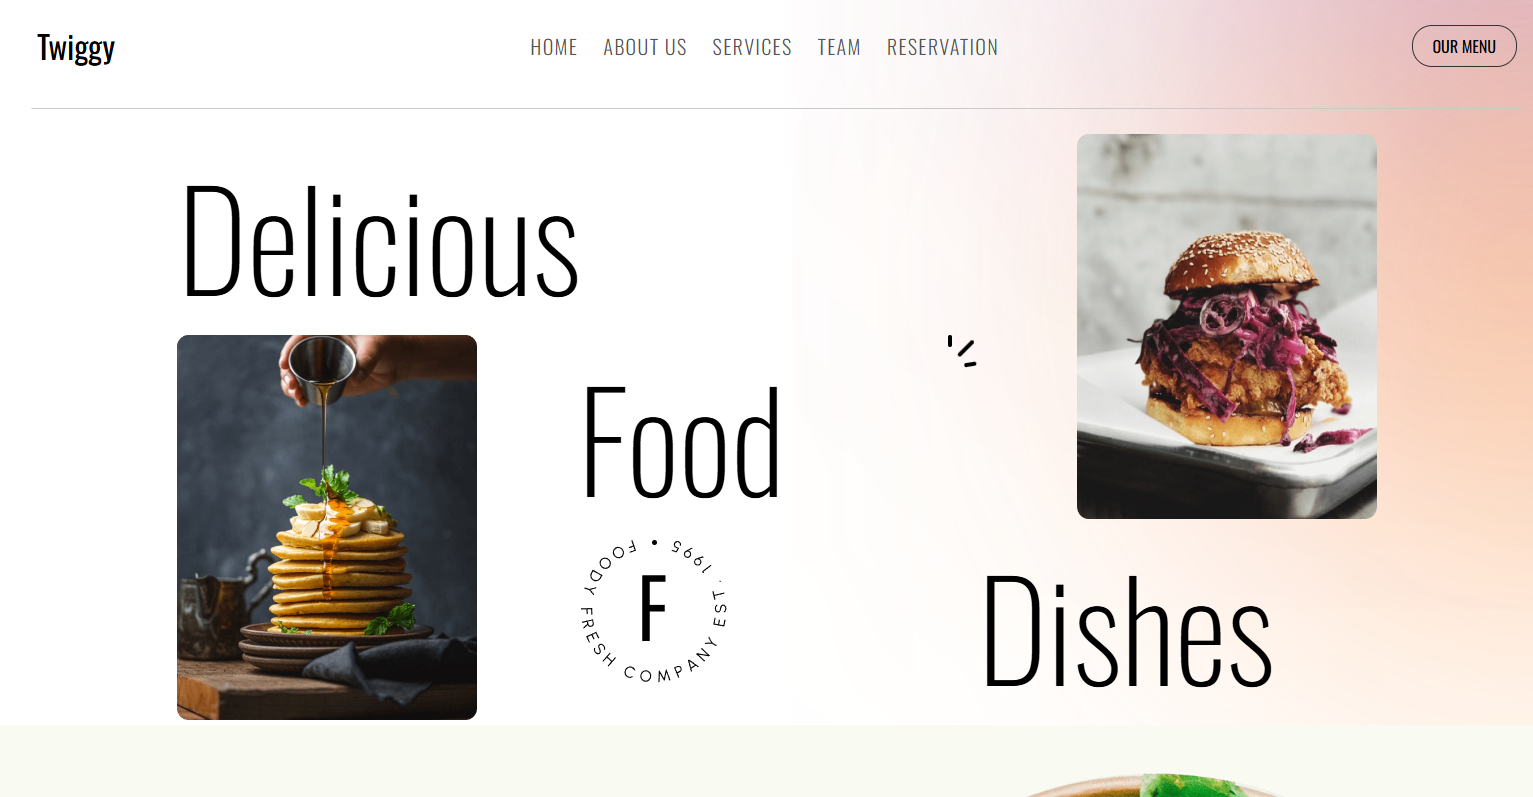 Twiggy
HOME ABOUT US SERVICES TEAM RESERVATION
OUR MENU
Delicious
Food
Dishes
F
FOODY FRESH COMPANY EST . 1995 •